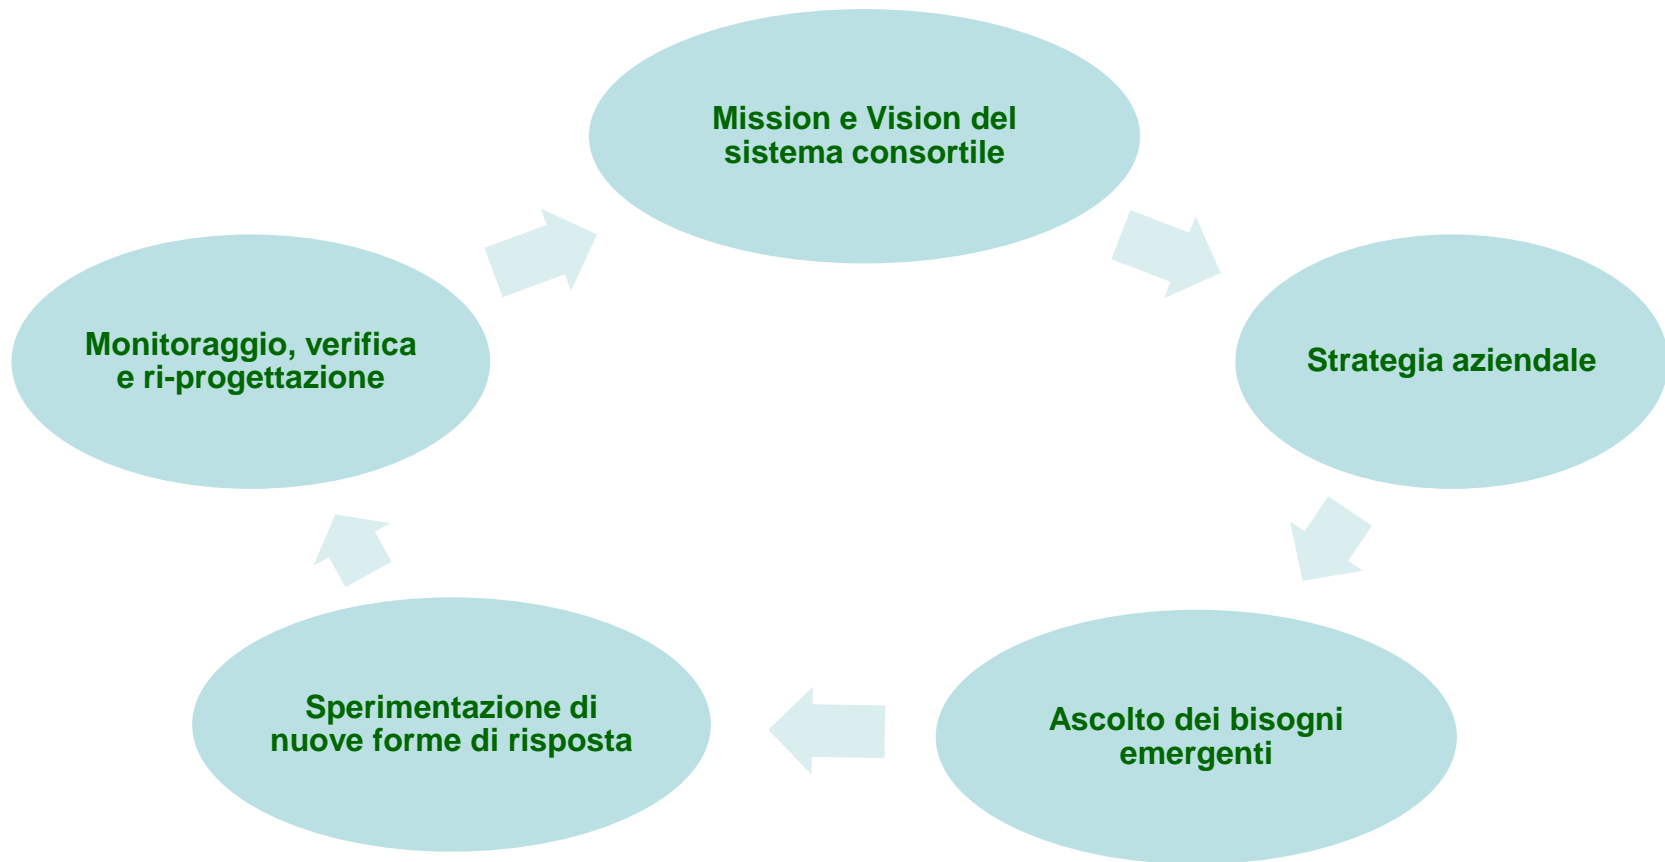 Mission e Vision del
sistema consortile
Strategia aziendale
Ascolto dei bisogni
emergenti
Sperimentazione di
nuove forme di risposta
Monitoraggio, verifica
e ri-progettazione